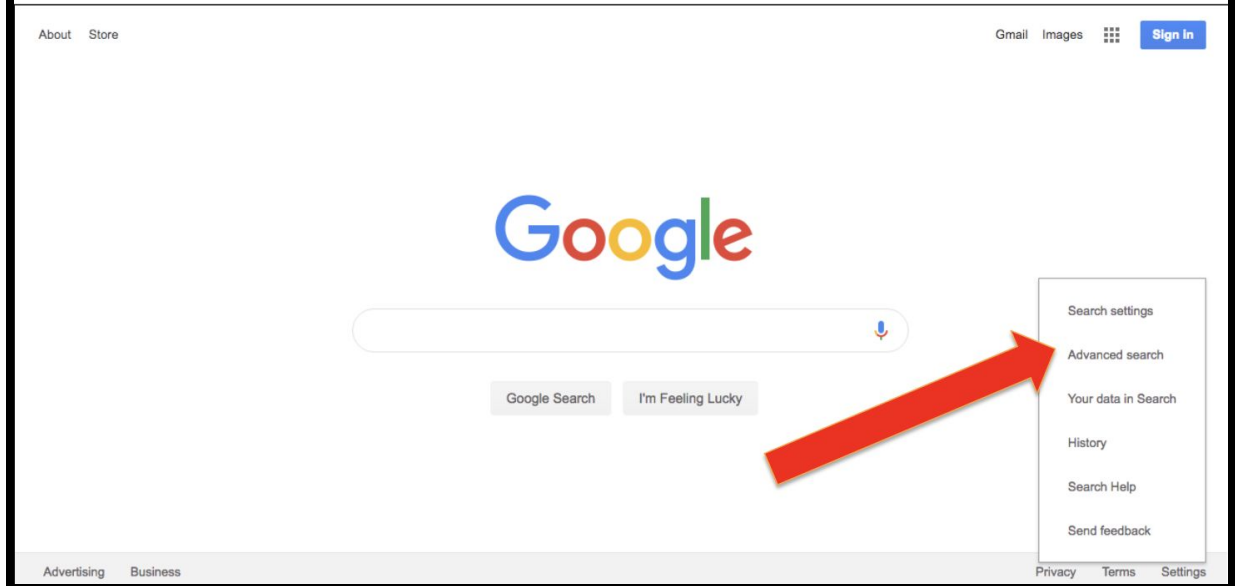 About Store Gmail Images Sign in
Google
Google Search I'm Feeling Lucky
Search settings
Advanced search
Your data in Search
History
Search Help
Send feedback
Advertising Business Privacy Terms Settings